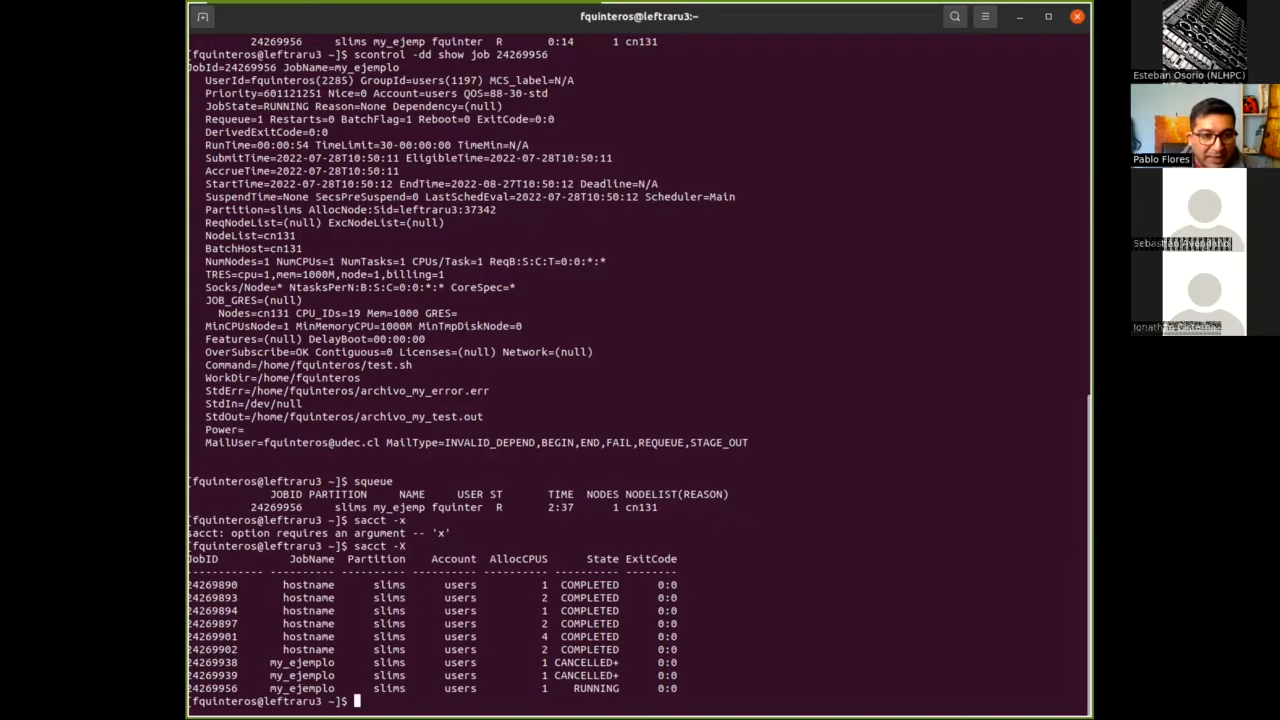 fquinteros@leftraru3:~
24269956 slims my_ejemp fquinter R 0:14 1 cn131
[fquinteros@leftraru3 ~]$ scontrol -dd show job 24269956
JobId=24269956 JobName=my_ejemplo
UserId=fquinteros(2285) GroupId=users(1197) MCS_label=N/A
Priority=601121251 Nice=0 Account=users QOS=88-30-std
JobState=RUNNING Reason=None Dependency=(null)
Requeue=1 Restarts=0 BatchFlag=1 Reboot=0 ExitCode=0:0
DerivedExitCode=0:0
RunTime=00:00:54 TimeLimit=30-00:00:00 TimeMin=N/A
SubmitTime=2022-07-28T10:50:11 EligibleTime=2022-07-28T10:50:11
AccrueTime=2022-07-28T10:50:11
StartTime=2022-07-28T10:50:12 EndTime=2022-08-27T10:50:12 Deadline=N/A
SuspendTime=None SecsPreSuspend=0 LastSchedEval=2022-07-28T10:50:12 Scheduler=Main
Partition=slims AllocNode:Sid=leftraru3:37342
ReqNodeList=(null) ExcNodeList=(null)
NodeList=cn131
BatchHost=cn131
NumNodes=1 NumCPUs=1 NumTasks=1 CPUs/Task=1 ReqB:S:C:T=0:0:*:*
TRES=cpu=1,mem=1000M,node=1,billing=1
Socks/Node=* NtasksPerN:B:S:C=0:0:*:* CoreSpec=*
JOB_GRES=(null)
Nodes=cn131 CPU_IDs=19 Mem=1000 GRES=
MinCPUsNode=1 MinMemoryCPU=1000M MinTmpDiskNode=0
Features=(null) DelayBoot=00:00:00
OverSubscribe=OK Contiguous=0 Licenses=(null) Network=(null)
Command=/home/fquinteros/test.sh
WorkDir=/home/fquinteros
StdErr=/home/fquinteros/archivo_my_error.err
StdIn=/dev/null
StdOut=/home/fquinteros/archivo_my_test.out
Power=
MailUser=fquinteros@udec.cl MailType=INVALID_DEPEND,BEGIN,END,FAIL,REQUEUE,STAGE_OUT
[fquinteros@leftraru3 ~]$ squeue
JOBID PARTITION NAME USER ST TIME NODES NODELIST(REASON)
24269956 slims my_ejemp fquinter R 2:37 1 cn131
[fquinteros@leftraru3 ~]$ sacct -x
sacct: option requires an argument -- 'x'
[fquinteros@leftraru3 ~]$ sacct -X
JobID JobName Partition Account AllocCPUS State ExitCode
------------ ---------- ---------- ---------- ---------- ---------- --------
24269890 hostname slims users 1 COMPLETED 0:0
24269893 hostname slims users 2 COMPLETED 0:0
24269894 hostname slims users 1 COMPLETED 0:0
24269897 hostname slims users 2 COMPLETED 0:0
24269901 hostname slims users 4 COMPLETED 0:0
24269902 hostname slims users 2 COMPLETED 0:0
24269938 my_ejemplo slims users 1 CANCELLED+ 0:0
24269939 my_ejemplo slims users 1 CANCELLED+ 0:0
24269956 my_ejemplo slims users 1 RUNNING 0:0
[fquinteros@leftraru3 ~]$
Esteban Osorio (NLHPC)
Pablo Flores